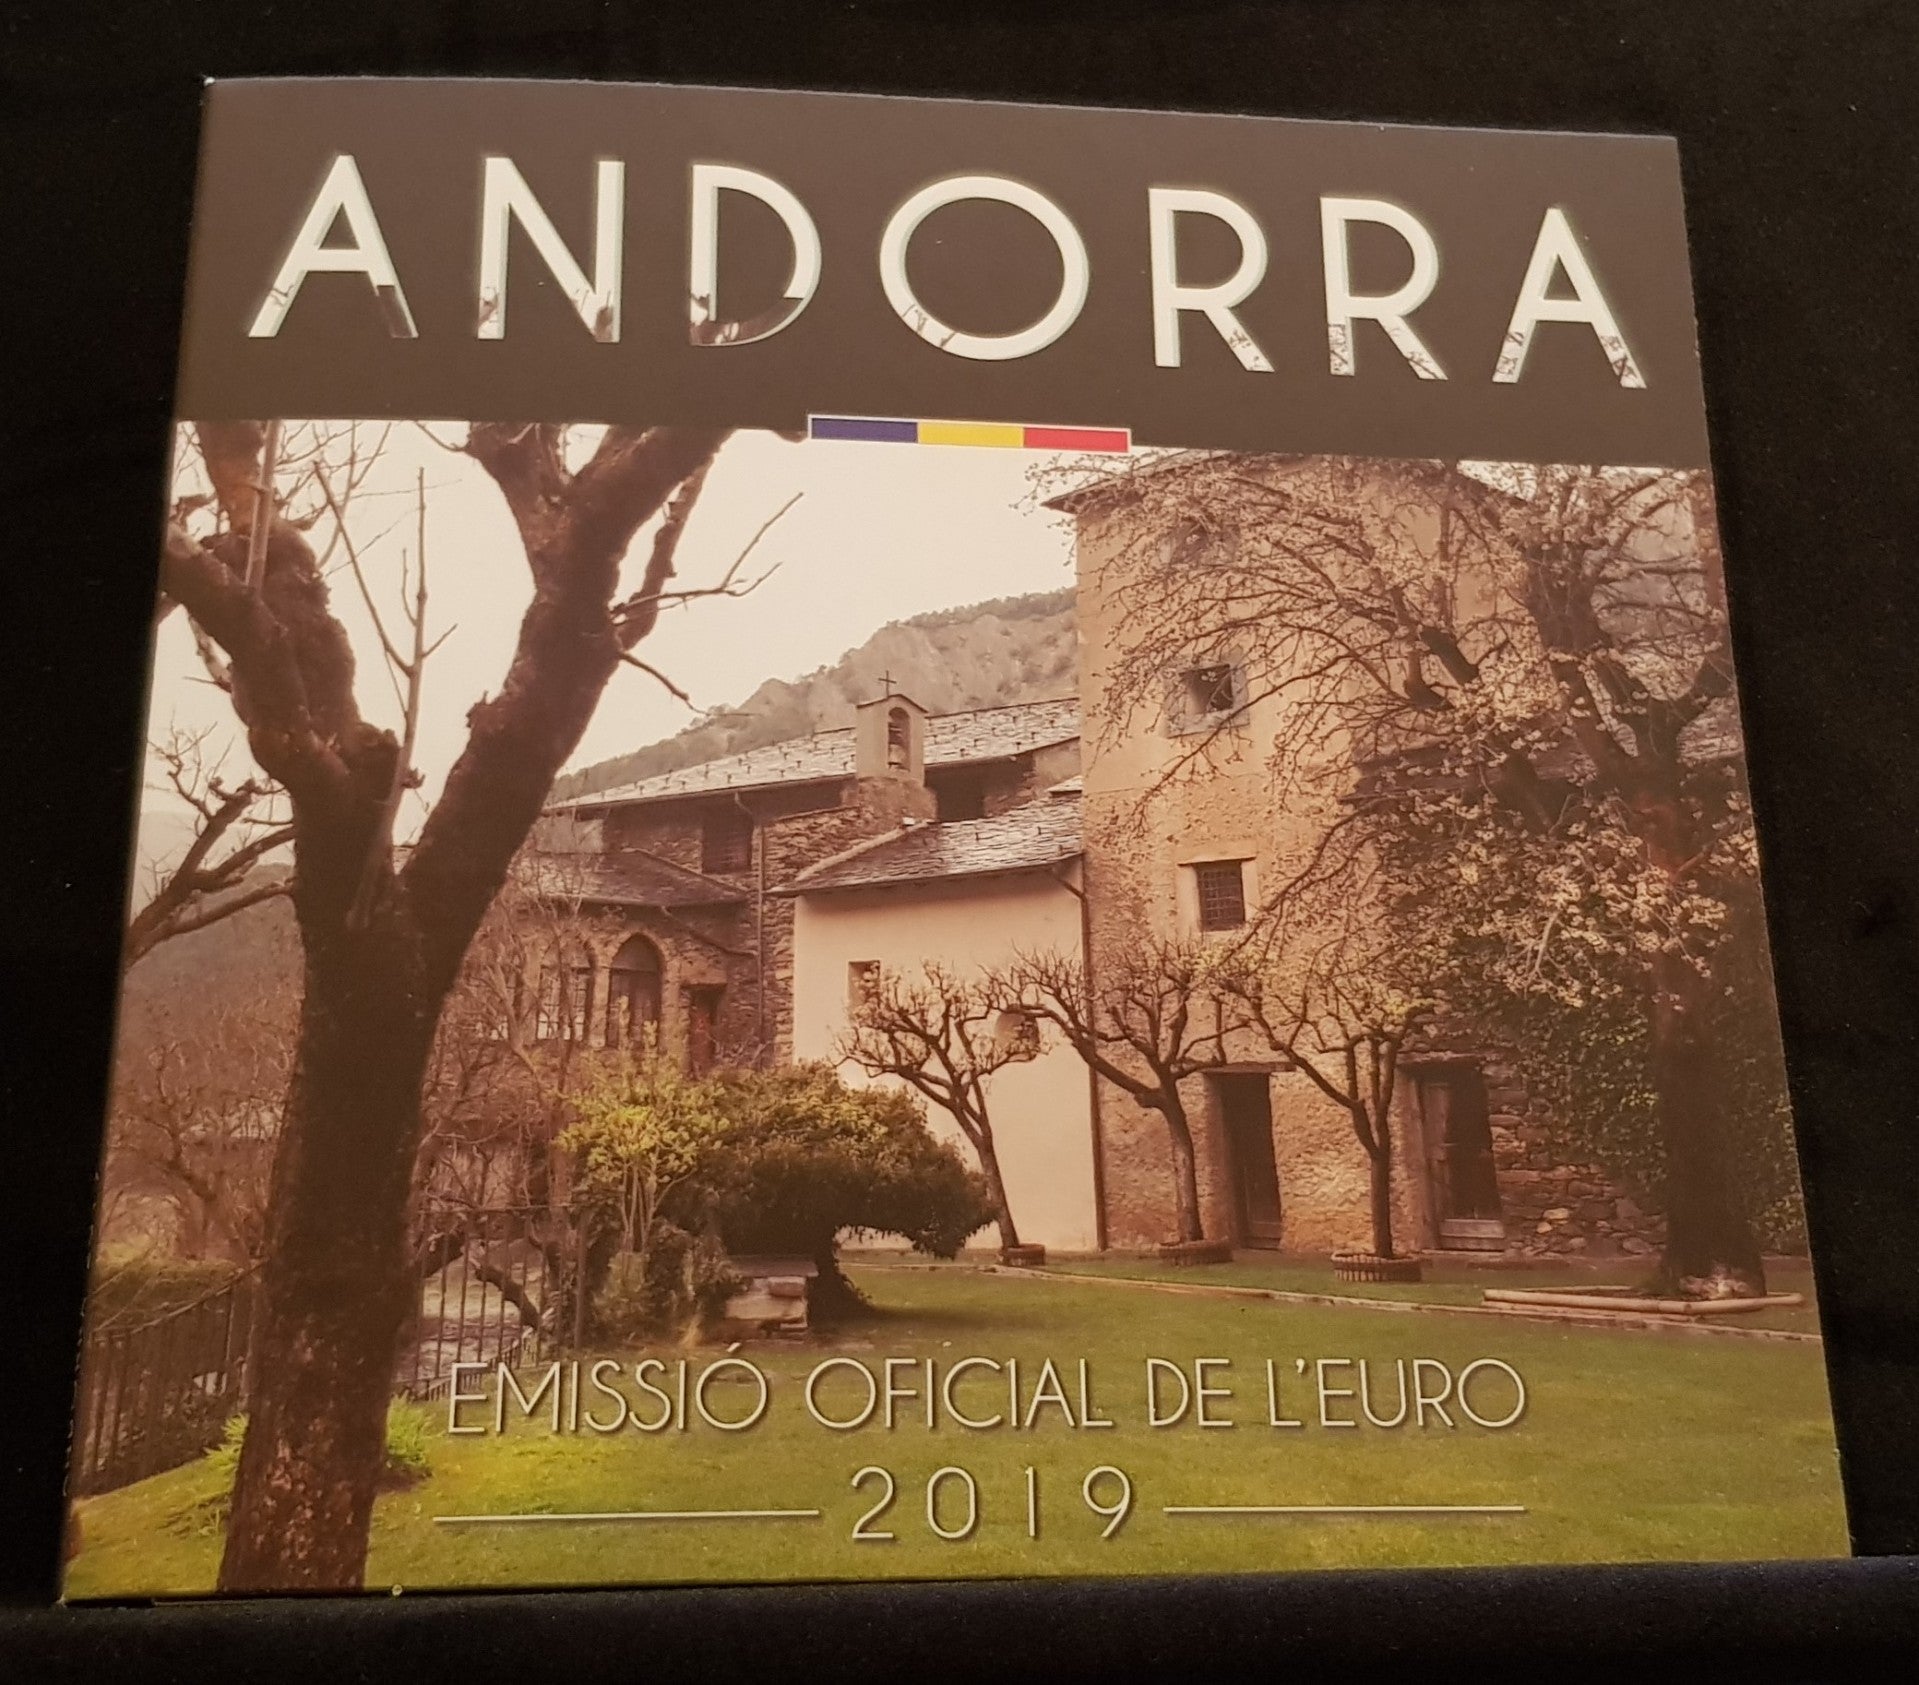 ANDORRA
EMISSIÓ OFICIAL DE L'EURO
2019